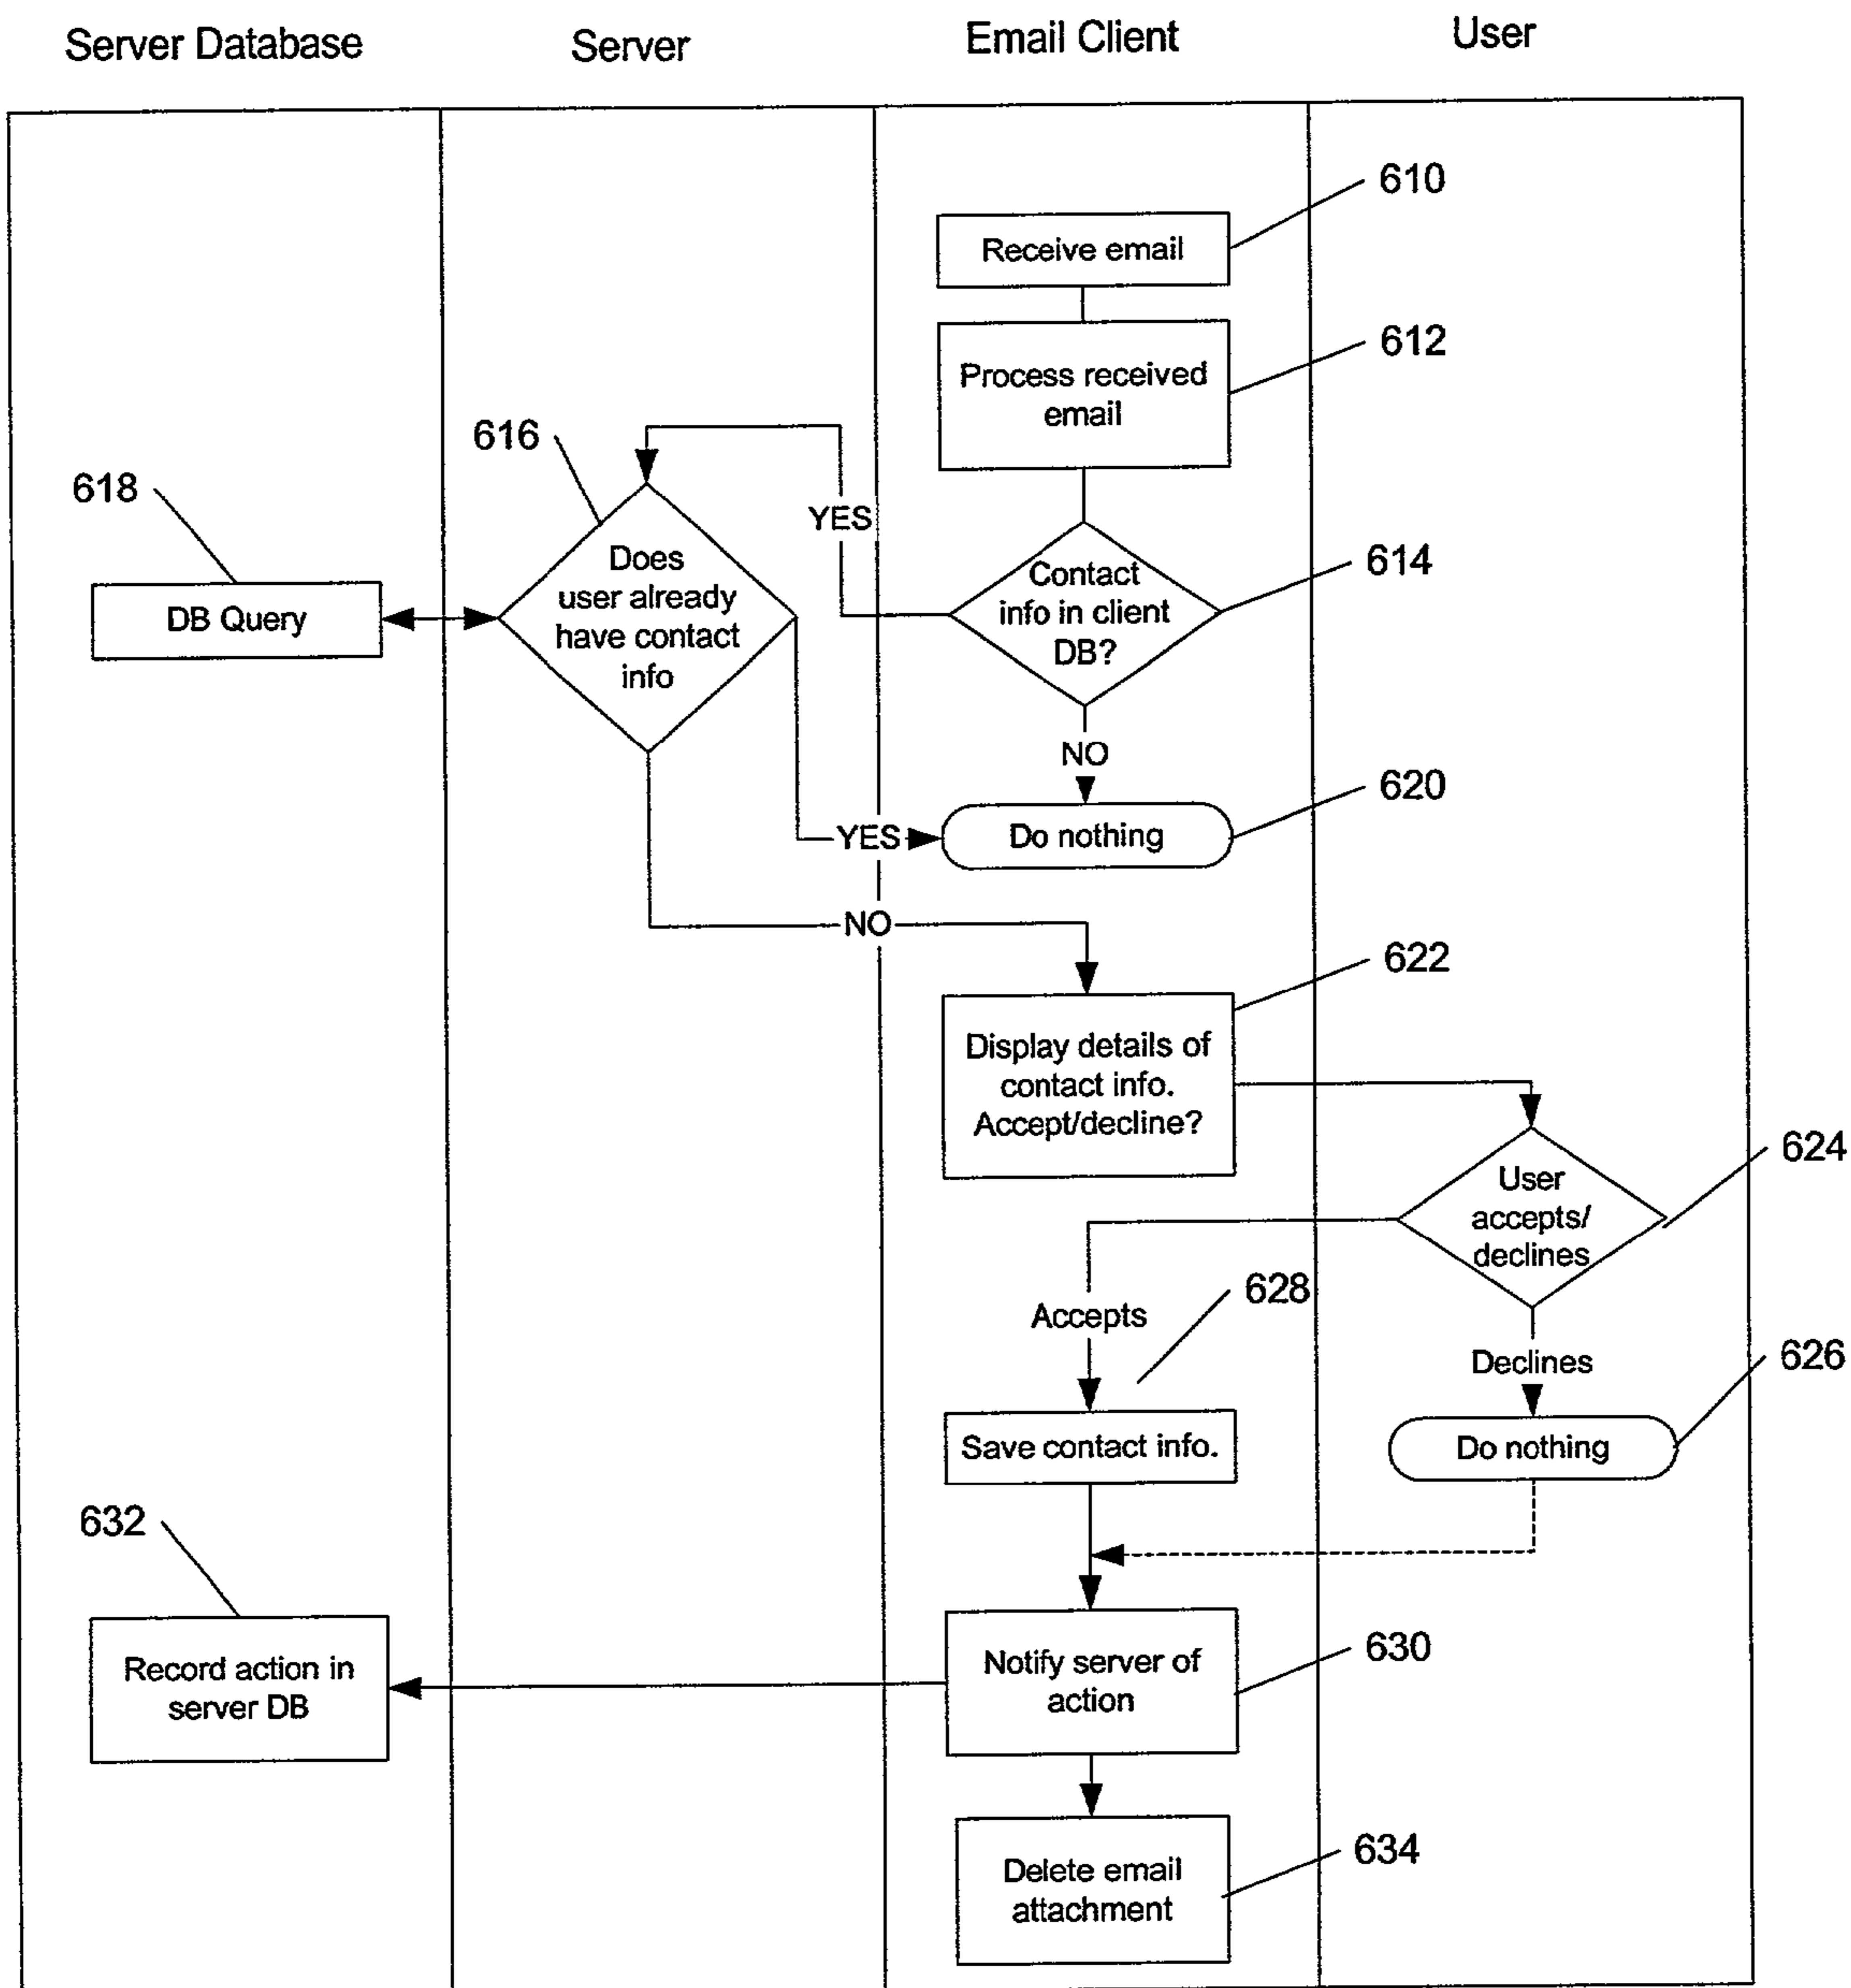 Server Database
Server
Email Client
User
610
Receive email
612
Process received
email
616
618
YES
Does
user already
have contact
info
Contact
info in client
DB?
614
DB Query
NO
620
YES
Do nothing
NO
622
Display details of
contact info.
Accept/decline?
624
User
accepts/
declines
628
Accepts
Declines
626
Save contact info.
Do nothing
632
Record action in
server DB
Notify server of
action
630
Delete email
attachment
634